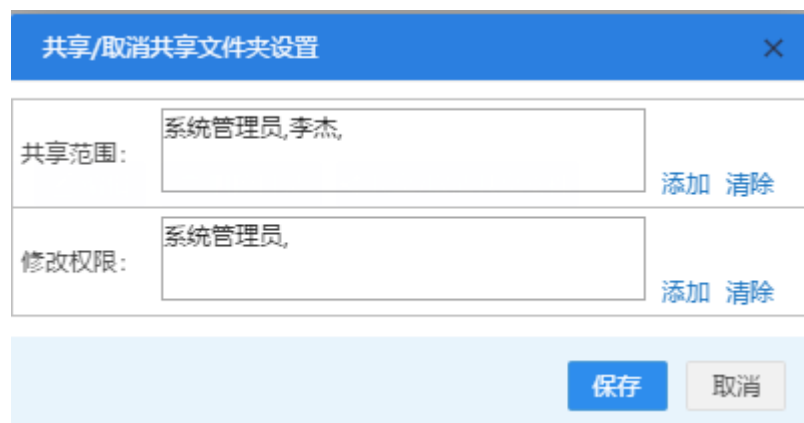 共享/取消共享文件夹设置
共享范围:
系统管理员,李杰,
添加 清除
修改权限:
系统管理员,
添加 清除
保存 取消